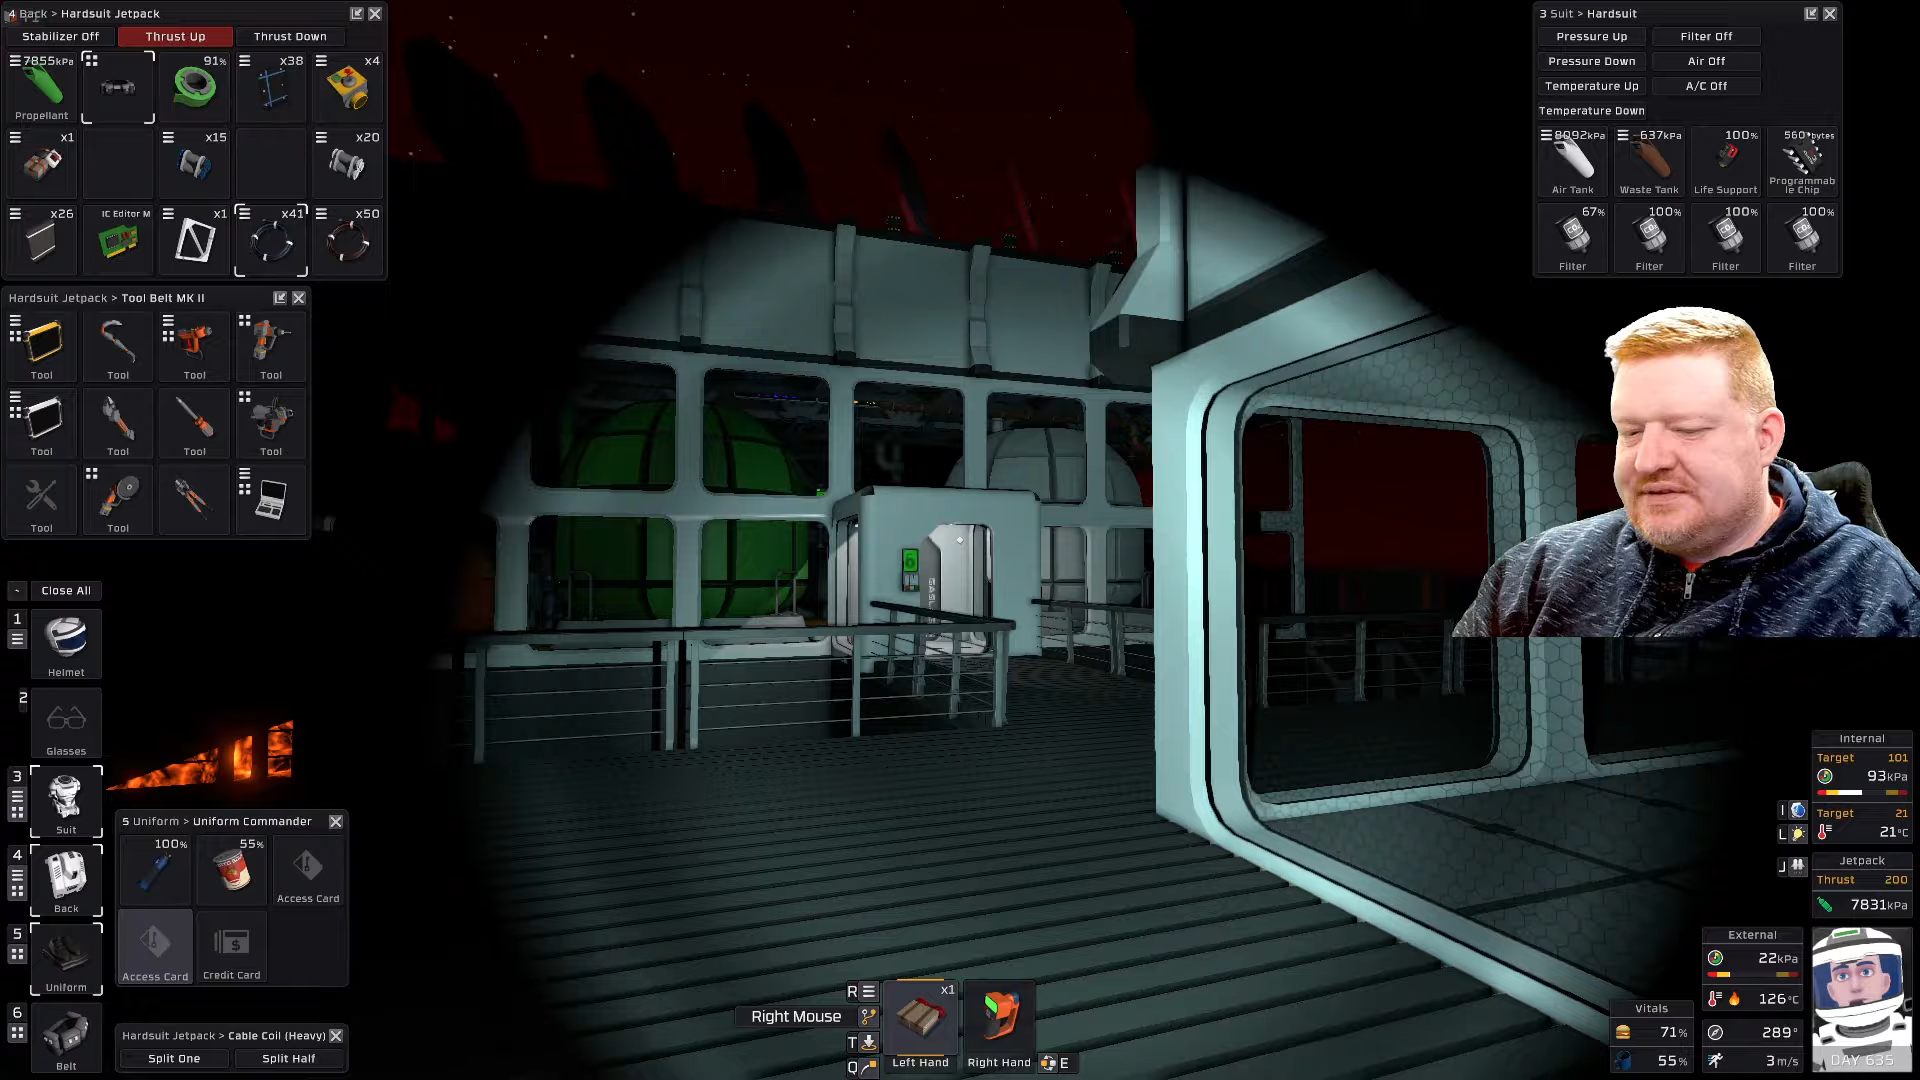 4 Back > Hardsuit Jetpack
Stabilizer Off
Thrust Up
Thrust Down
7855kPa
91%
x38
x4
Propellant
x1
x15
x20
x26
IC Editor M
x1
x41
x50
Hardsuit Jetpack > Tool Belt MK II
Tool
Tool
Tool
Tool
Tool
Tool
Tool
Tool
Tool
Tool
~ Close All
1
Helmet
2
Glasses
3
Suit
4
Back
5
Uniform
6
Belt
5 Uniform > Uniform Commander
100%
55%
Access Card
Access Card
Credit Card
Hardsuit Jetpack > Cable Coil (Heavy)
Split One
Split Half
3 Suit > Hardsuit
Pressure Up
Filter Off
Pressure Down
Air Off
Temperature Up
A/C Off
Temperature Down
8092kPa
637kPa
100%
560 bytes
Air Tank
Waste Tank
Life Support
Programmab
le Chip
67%
100%
100%
100%
Filter
Filter
Filter
Filter
R
Right Mouse
T
Q
x1
Left Hand
Right Hand
E
Internal
Target 101
93kPa
Target 21
21°C
I
L
J
Jetpack
Thrust 200
7831kPa
External
22kPa
126°C
289°
3m/s
Vitals
71%
55%
DAY 635